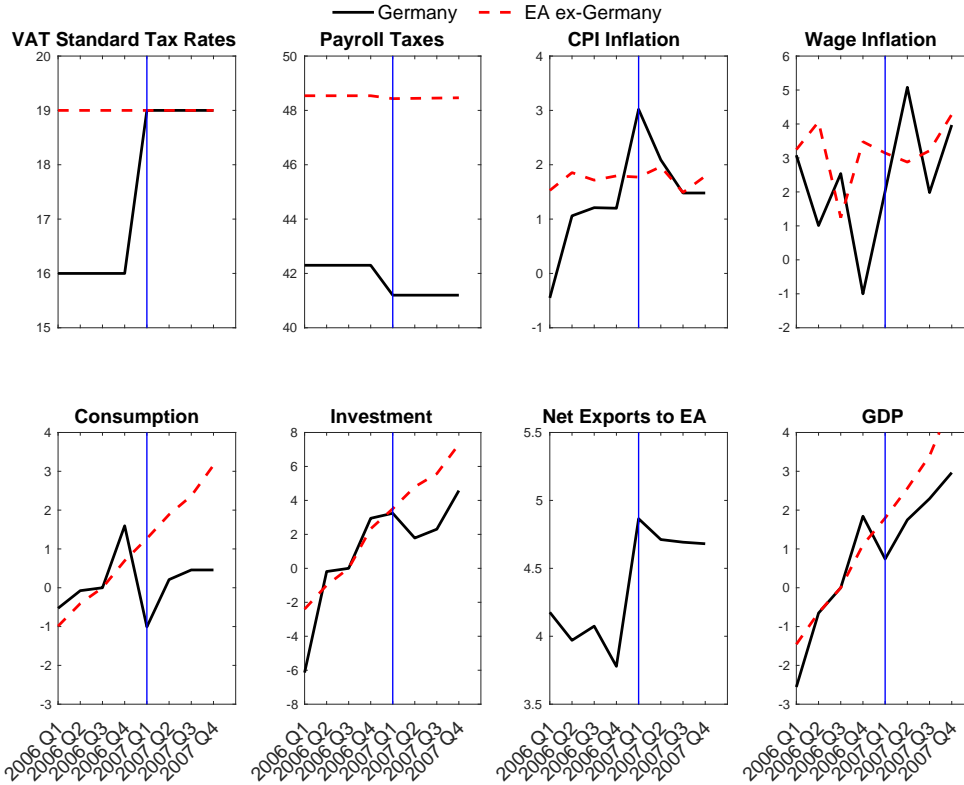 Germany EA ex-Germany
VAT Standard Tax Rates
20
19
18
17
16
15
Payroll Taxes
50
48
46
44
42
40
CPI Inflation
4
3
2
1
0
-1
Wage Inflation
6
5
4
3
2
1
0
-1
-2
Consumption
4
3
2
1
0
-1
-2
-3
2006 Q1
2006 Q2
2006 Q3
2006 Q4
2007 Q1
2007 Q2
2007 Q3
2007 Q4
Investment
8
6
4
2
0
-2
-4
-6
-8
2006 Q1
2006 Q2
2006 Q3
2006 Q4
2007 Q1
2007 Q2
2007 Q3
2007 Q4
Net Exports to EA
5.5
5
4.5
4
3.5
2006 Q1
2006 Q2
2006 Q3
2006 Q4
2007 Q1
2007 Q2
2007 Q3
2007 Q4
GDP
4
3
2
1
0
-1
-2
-3
2006 Q1
2006 Q2
2006 Q3
2006 Q4
2007 Q1
2007 Q2
2007 Q3
2007 Q4